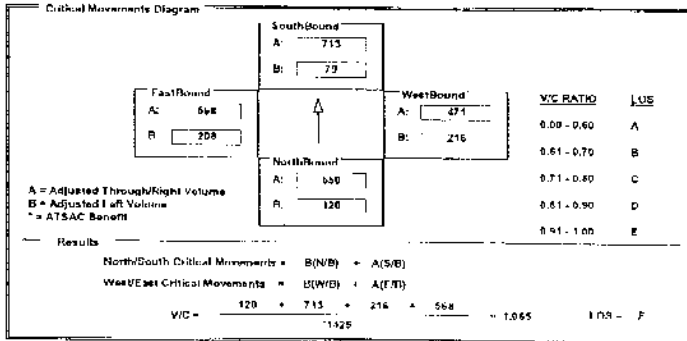 Critical Movements Diagram
SouthBound
A: 713
B: 79
EastBound
A: 568
B: 208
WestBound
A: 471
B: 216
NorthBound
A: 550
B: 120
V/C RATIO LOS
0.00 - 0.60 A
0.61 - 0.70 B
0.71 - 0.80 C
0.81 - 0.90 D
0.91 - 1.00 E
A = Adjusted Through/Right Volume
B = Adjusted Left Volume
* = ATSAC Benefit
Results
North/South Critical Movements = B(N/B) + A(S/B)
West/East Critical Movements = B(W/B) + A(E/B)
V/C = 120 + 713 + 216 + 568 = 1.065 LOS = F
*1425